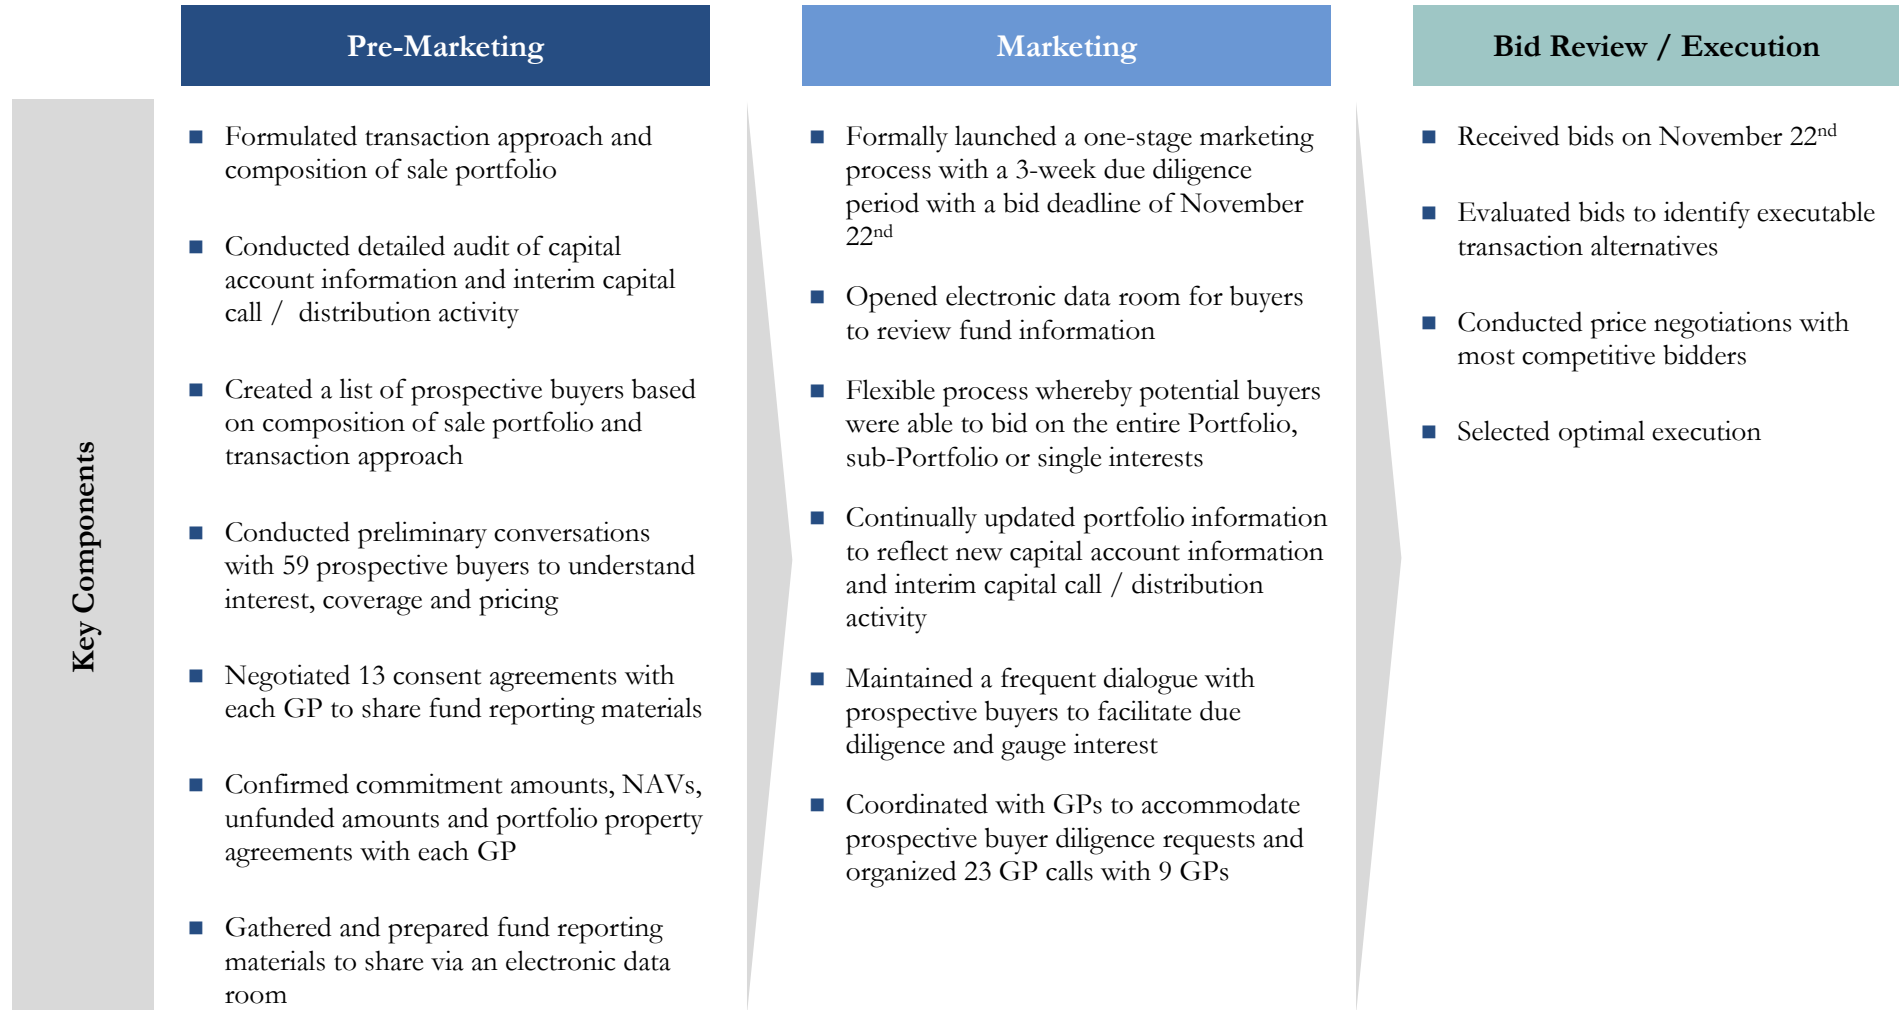 Pre-Marketing
Marketing
Bid Review / Execution
Key Components
■ Formulated transaction approach and
composition of sale portfolio
■ Conducted detailed audit of capital
account information and interim capital
call / distribution activity
■ Created a list of prospective buyers based
on composition of sale portfolio and
transaction approach
■ Conducted preliminary conversations
with 59 prospective buyers to understand
interest, coverage and pricing
■ Negotiated 13 consent agreements with
each GP to share fund reporting materials
■ Confirmed commitment amounts, NAVs,
unfunded amounts and portfolio property
agreements with each GP
■ Gathered and prepared fund reporting
materials to share via an electronic data
room
■ Formally launched a one-stage marketing
process with a 3-week due diligence
period with a bid deadline of November
22nd
■ Opened electronic data room for buyers
to review fund information
■ Flexible process whereby potential buyers
were able to bid on the entire Portfolio,
sub-Portfolio or single interests
■ Continually updated portfolio information
to reflect new capital account information
and interim capital call / distribution
activity
■ Maintained a frequent dialogue with
prospective buyers to facilitate due
diligence and gauge interest
■ Coordinated with GPs to accommodate
prospective buyer diligence requests and
organized 23 GP calls with 9 GPs
■ Received bids on November 22nd
■ Evaluated bids to identify executable
transaction alternatives
■ Conducted price negotiations with
most competitive bidders
■ Selected optimal execution